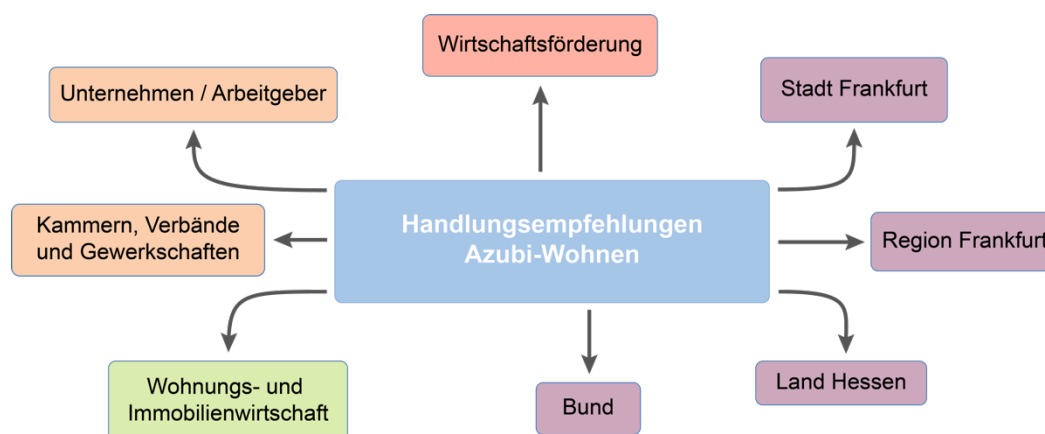 Wirtschaftsförderung
Unternehmen / Arbeitgeber
Stadt Frankfurt
Handlungsempfehlungen
Azubi-Wohnen
Kammern, Verbände
und Gewerkschaften
Region Frankfurt
Wohnungs- und
Immobilienwirtschaft
Bund
Land Hessen